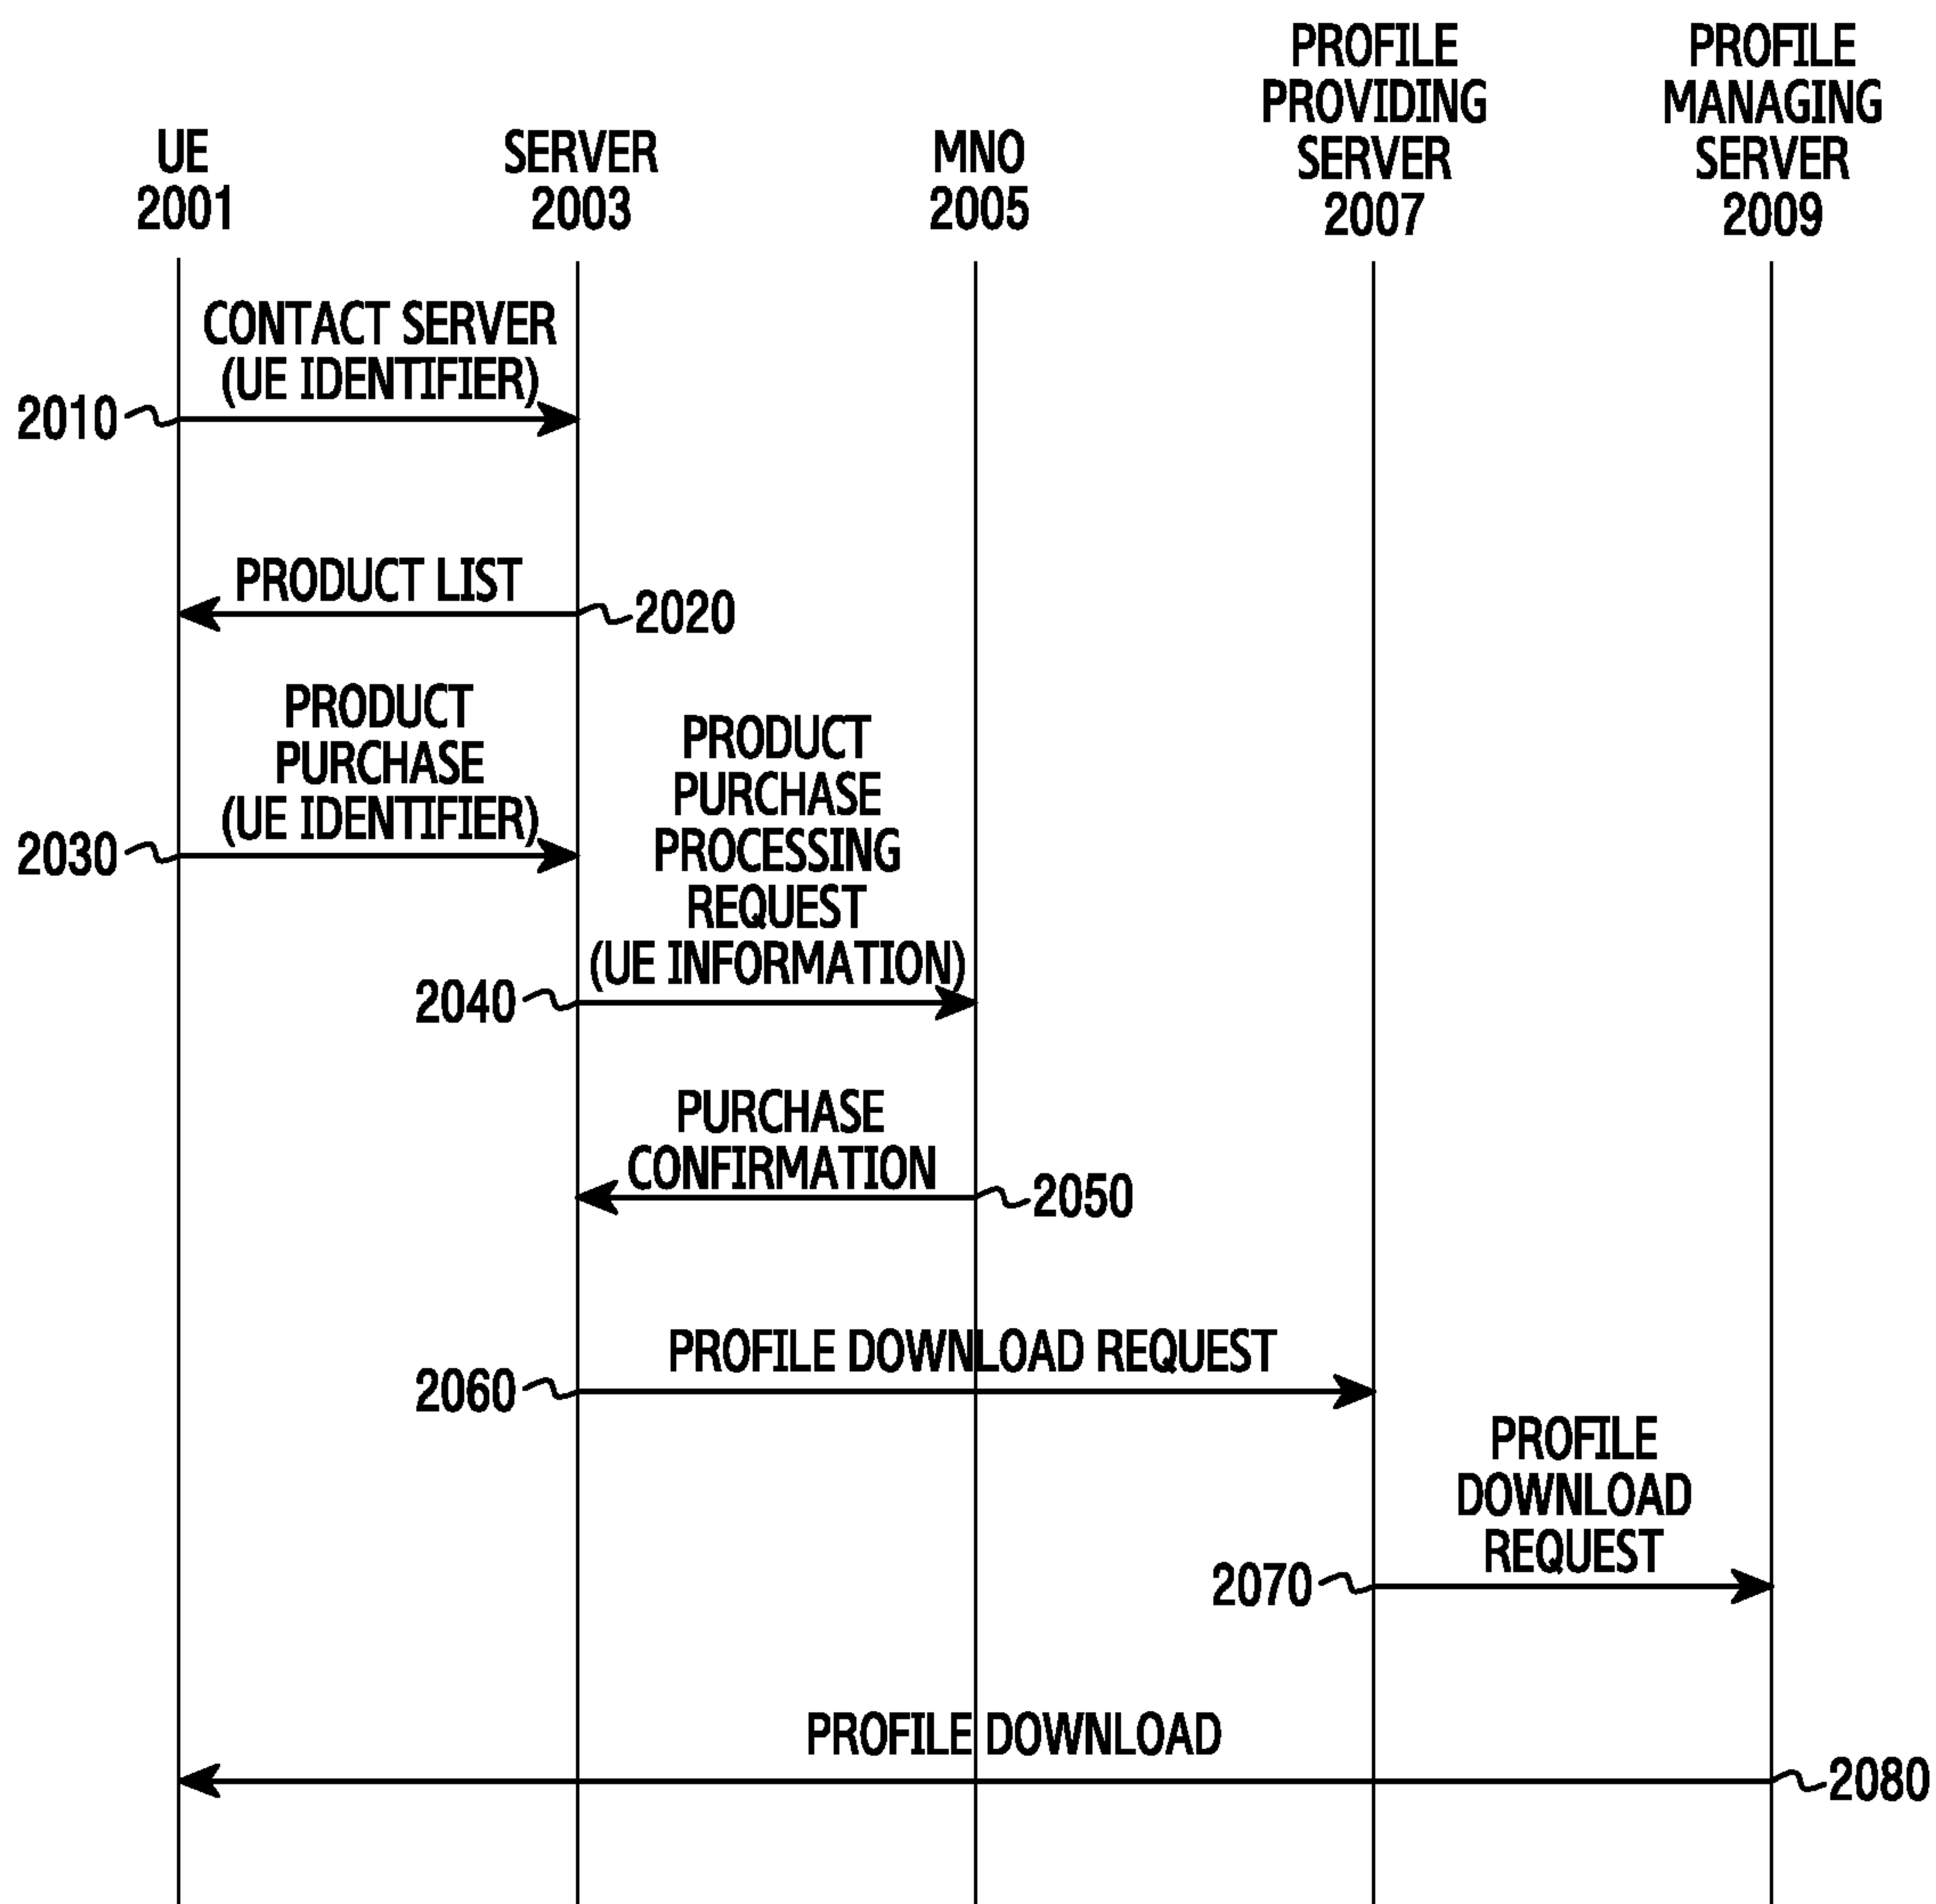 UE
2001
SERVER
2003
MNO
2005
PROFILE
PROVIDING
SERVER
2007
PROFILE
MANAGING
SERVER
2009
CONTACT SERVER
(UE IDENTIFIER)
2010
PRODUCT LIST
2020
PRODUCT
PURCHASE
(UE IDENTIFIER)
2030
PRODUCT
PURCHASE
PROCESSING
REQUEST
(UE INFORMATION)
2040
PURCHASE
CONFIRMATION
2050
PROFILE DOWNLOAD REQUEST
2060
PROFILE
DOWNLOAD
REQUEST
2070
PROFILE DOWNLOAD
2080